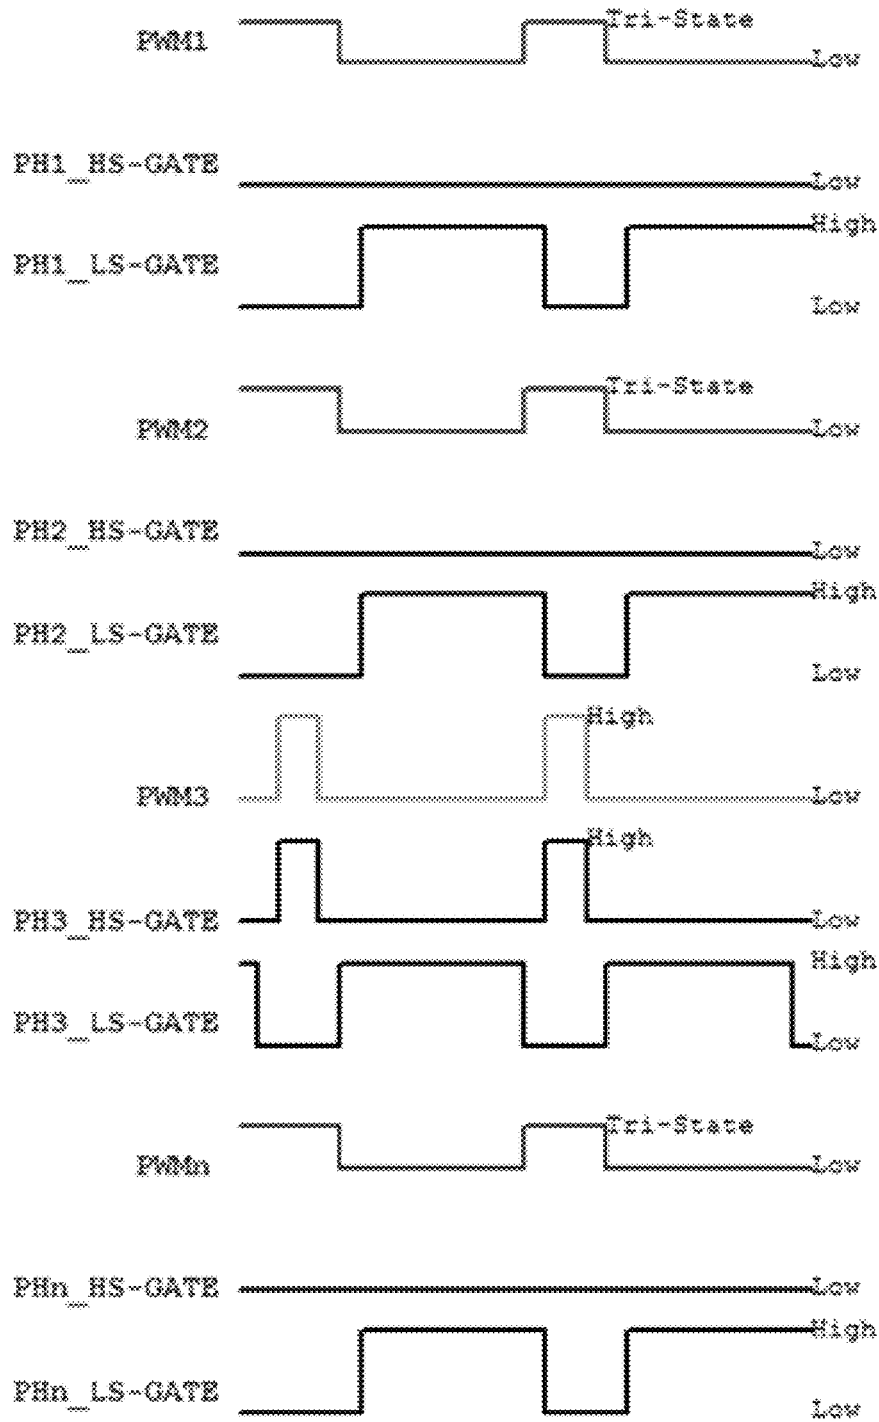 Tri-State
PWM1
Low
PH1_HS-GATE
Low
High
PH1_LS-GATE
Low
Tri-State
PWM2
Low
PH2_HS-GATE
Low
High
PH2_LS-GATE
Low
High
PWM3
Low
High
PH3_HS-GATE
Low
High
PH3_LS-GATE
Low
Tri-State
PWMn
Low
PHn_HS-GATE
Low
High
PHn_LS-GATE
Low